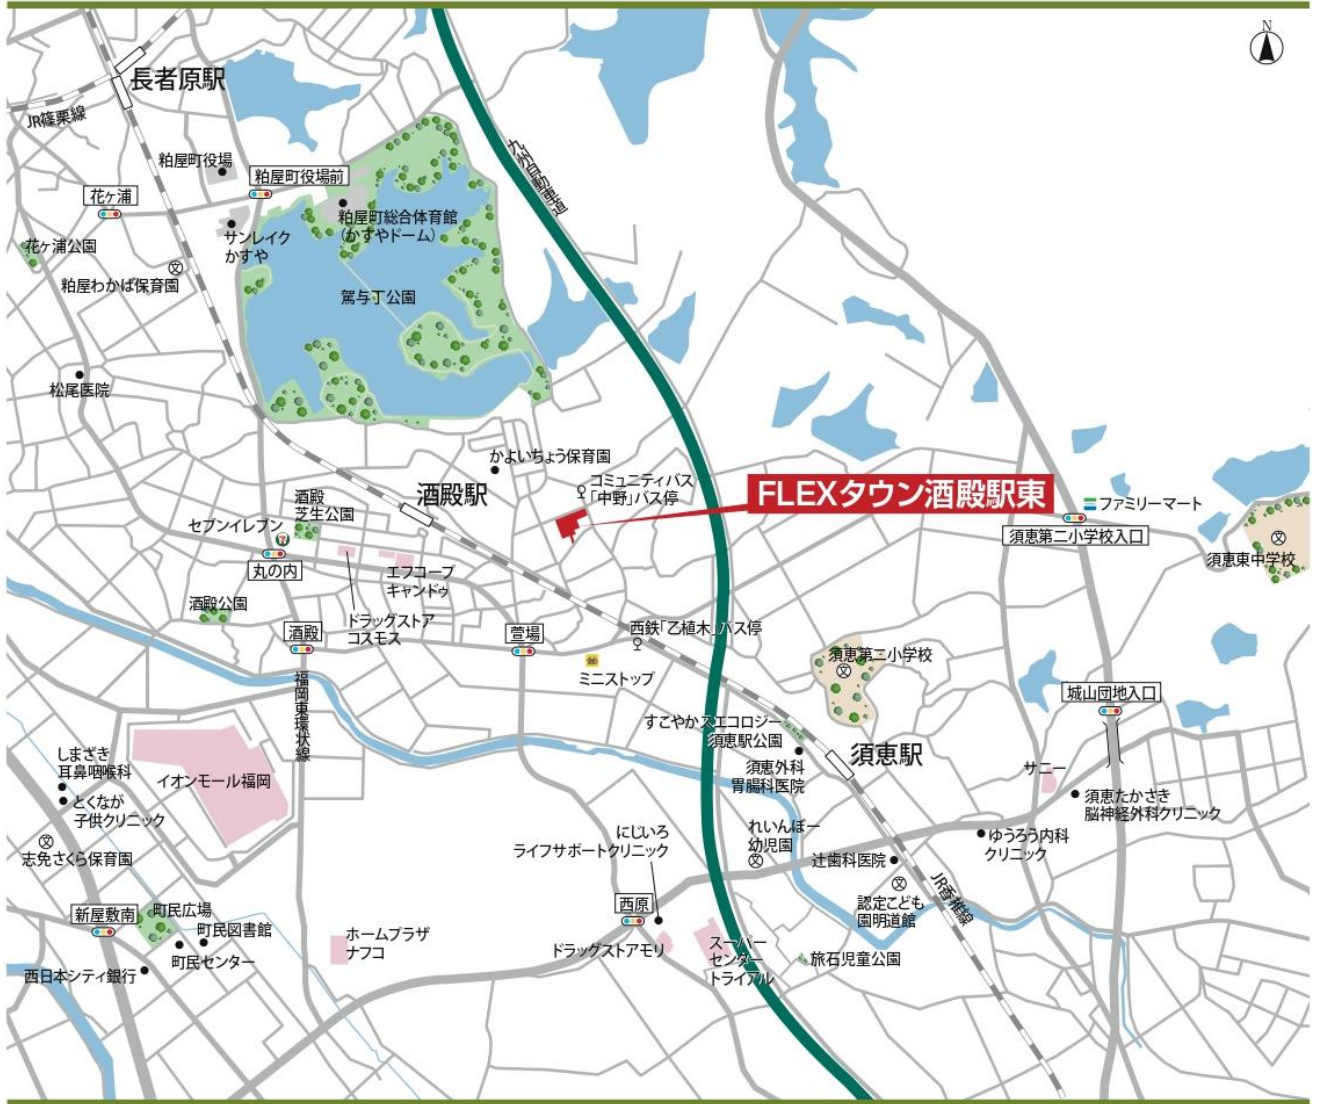 N
長者原駅
JR篠栗線
九州自動車道
粕屋町役場
粕屋町役場前
花ヶ浦
粕屋町総合体育館
(かすやドーム)
サンレイク
かすや
花ヶ浦公園
粕屋わかば保育園
駕与丁公園
松尾医院
かよいちょう保育園
コミュニティバス
「中野」バス停
FLEXタウン酒殿駅東
酒殿駅
酒殿
芝生公園
セブンイレブン
丸の内
ファミリーマート
須恵第二小学校入口
須恵東中学校
エフコープ
キャンドゥ
酒殿公園
ドラッグストア
コスモス
酒殿
萱場
西鉄「乙植木」バス停
須恵第二小学校
ミニストップ
福岡東環状線
城山団地入口
すこやかスエコロジー
須恵駅公園
須恵駅
しまざき
耳鼻咽喉科
イオンモール福岡
須恵外科
胃腸科医院
サニー
とくなが
子供クリニック
須恵たかさき
脳神経外科クリニック
にじいろ
ライフサポートクリニック
れいんぼー
幼児園
ゆうろう内科
クリニック
志免さくら保育園
辻歯科医院
JR香椎線
認定こども
園明道館
新屋敷南
町民広場
西原
町民図書館
ホームプラザ
ナフコ
ドラッグストアモリ
スーパー
センター
トライアル
町民センター
旅石児童公園
西日本シティ銀行